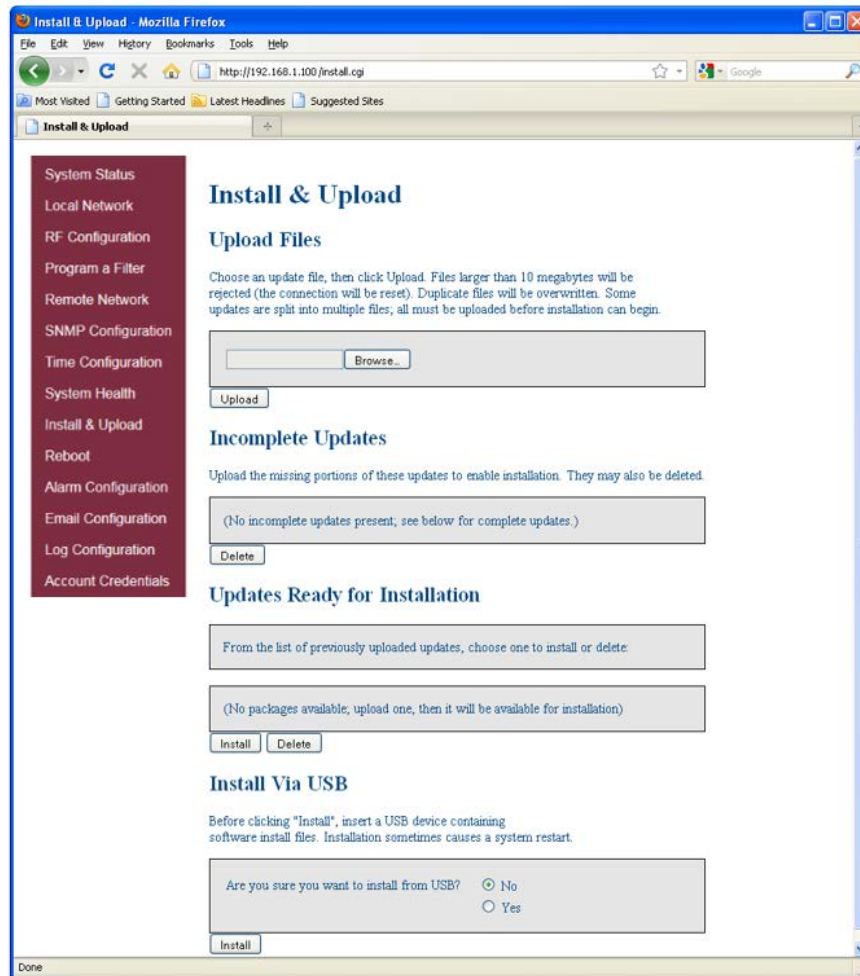 Install & Upload - Mozilla Firefox
File Edit View History Bookmarks Tools Help
http://192.168.1.100/install.cgi
Google
Most Visited Getting Started Latest Headlines Suggested Sites
Install & Upload
System Status
Local Network
RF Configuration
Program a Filter
Remote Network
SNMP Configuration
Time Configuration
System Health
Install & Upload
Reboot
Alarm Configuration
Email Configuration
Log Configuration
Account Credentials
Install & Upload
Upload Files
Choose an update file, then click Upload. Files larger than 10 megabytes will be
rejected (the connection will be reset). Duplicate files will be overwritten. Some
updates are split into multiple files; all must be uploaded before installation can begin.
Browse...
Upload
Incomplete Updates
Upload the missing portions of these updates to enable installation. They may also be deleted.
(No incomplete updates present; see below for complete updates.)
Delete
Updates Ready for Installation
From the list of previously uploaded updates, choose one to install or delete:
(No packages available; upload one, then it will be available for installation)
Install Delete
Install Via USB
Before clicking "Install", insert a USB device containing
software install files. Installation sometimes causes a system restart.
Are you sure you want to install from USB? No
Yes
Install
Done